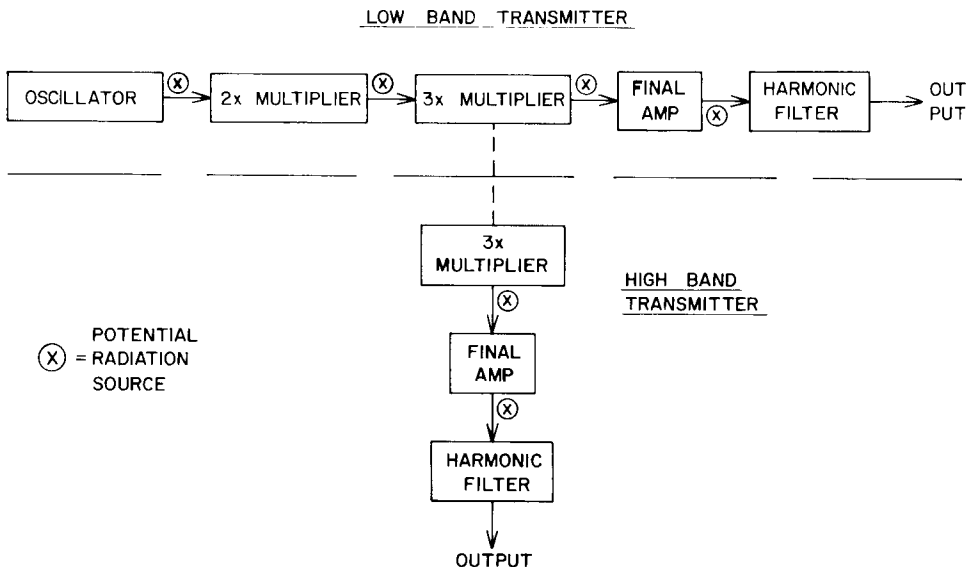 LOW BAND TRANSMITTER
OSCILLATOR
X
2x MULTIPLIER
X
3x MULTIPLIER
X
FINAL
AMP
X
HARMONIC
FILTER
OUT
PUT
3x
MULTIPLIER
HIGH BAND
TRANSMITTER
X
FINAL
AMP
X
HARMONIC
FILTER
OUTPUT
X = POTENTIAL
RADIATION
SOURCE